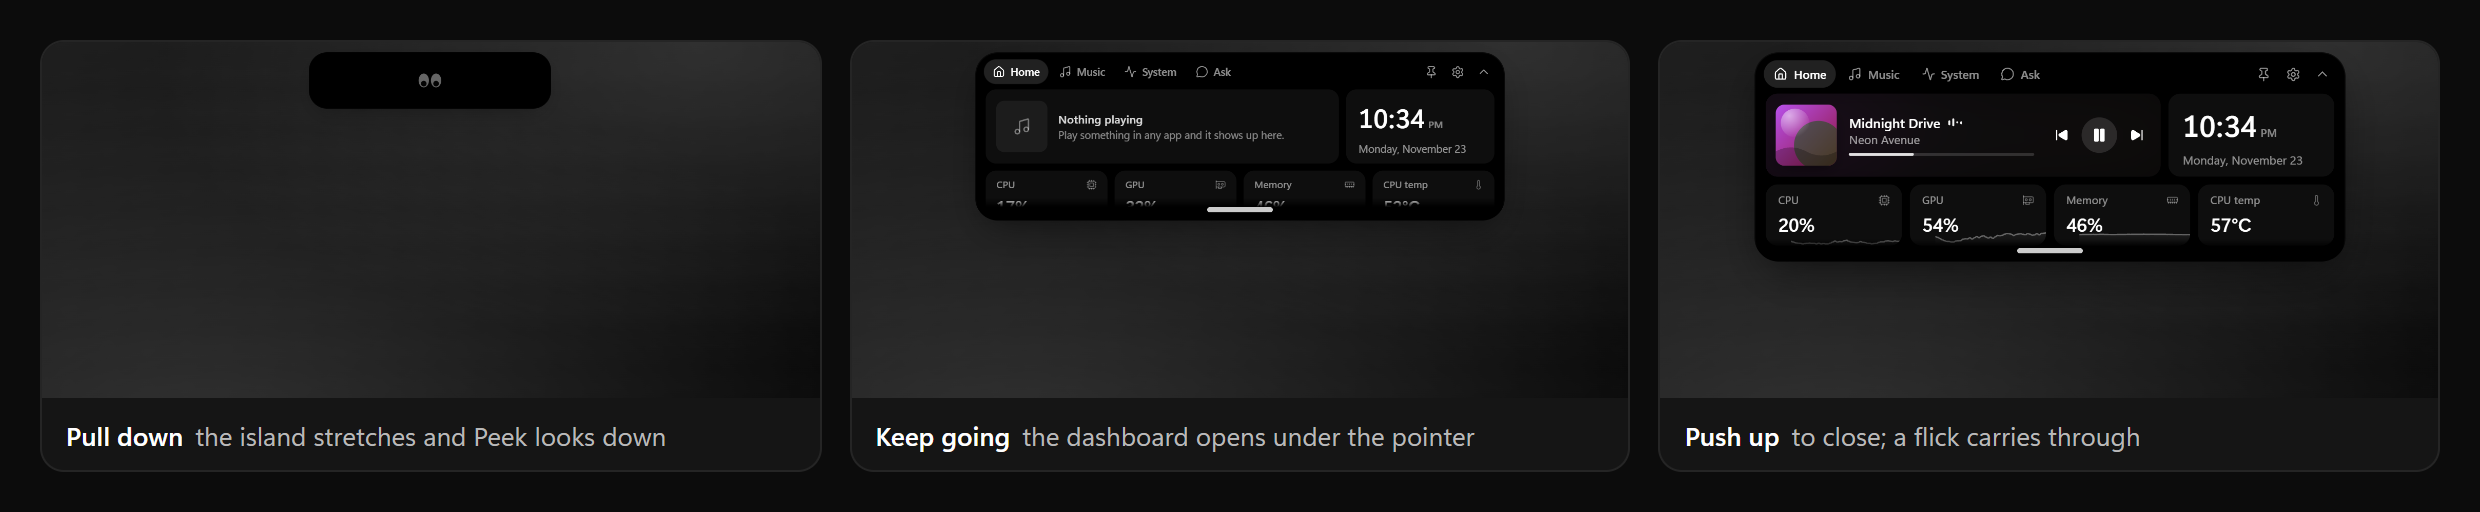 Home Music System Ask
Nothing playing
Play something in any app and it shows up here.
10:34 PM
Monday, November 23
CPU GPU Memory CPU temp
17% 46% 52°C
Home Music System Ask
Midnight Drive
Neon Avenue
10:34 PM
Monday, November 23
CPU GPU Memory CPU temp
20% 54% 46% 57°C
Pull down the island stretches and Peek looks down
Keep going the dashboard opens under the pointer
Push up to close; a flick carries through